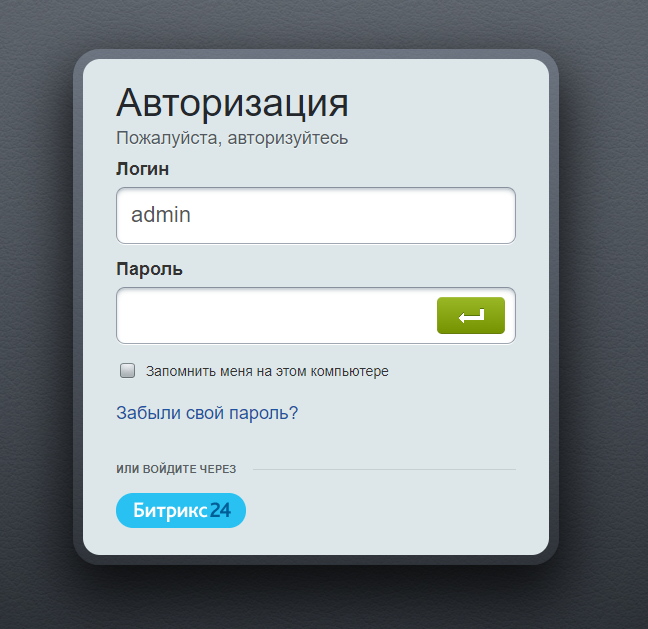 Авторизация
Пожалуйста, авторизуйтесь
Логин
admin
Пароль
Запомнить меня на этом компьютере
Забыли свой пароль?
ИЛИ ВОЙДИТЕ ЧЕРЕЗ
Битрикс24